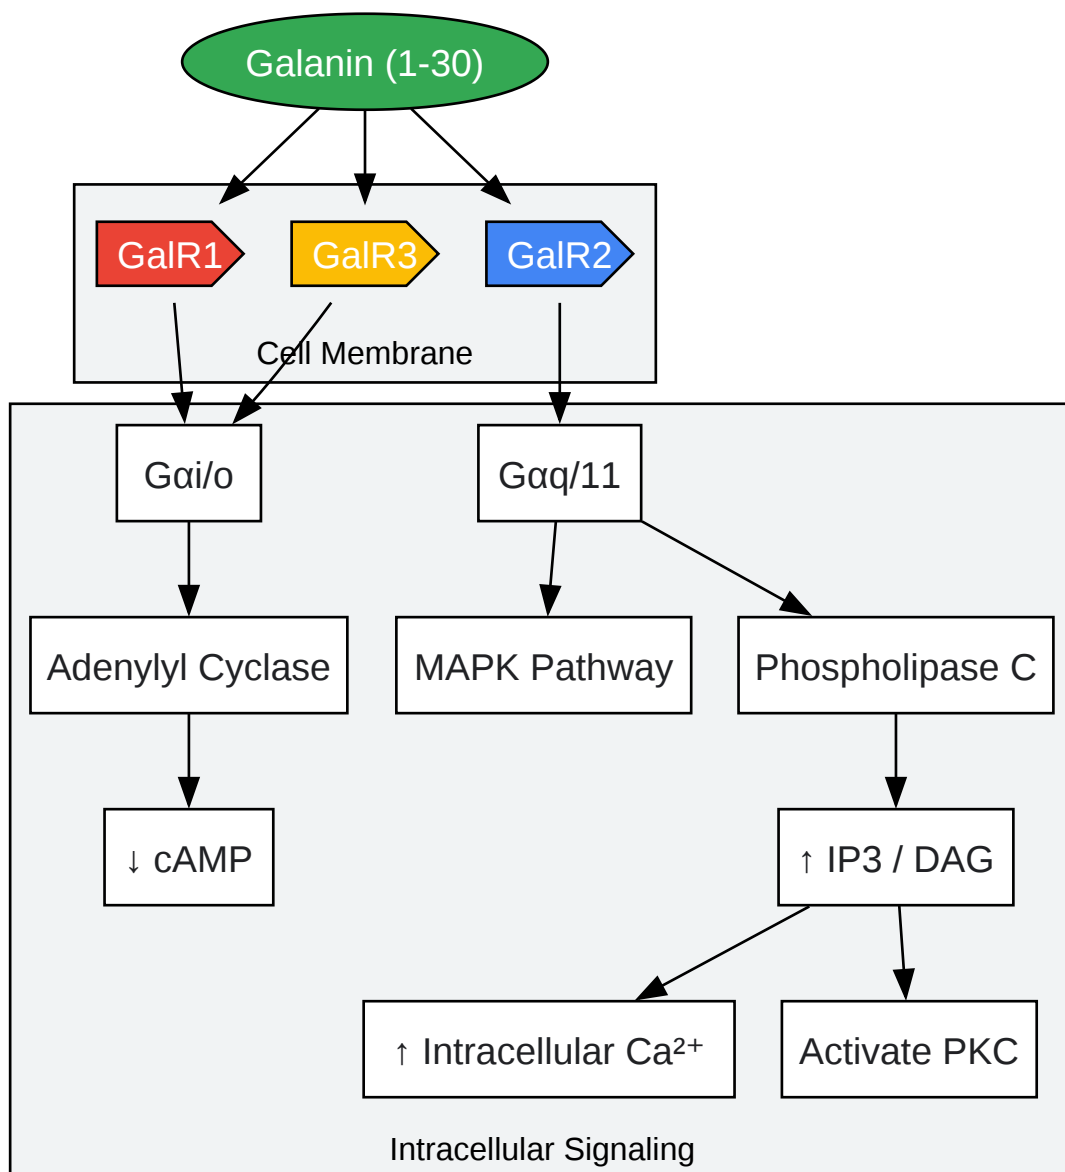 Galanin (1-30)
GalR1
GalR3
GalR2
Cell Membrane
Gαi/o
Gαq/11
Adenylyl Cyclase
MAPK Pathway
Phospholipase C
↓ cAMP
↑ IP3 / DAG
↑ Intracellular Ca²⁺
Activate PKC
Intracellular Signaling